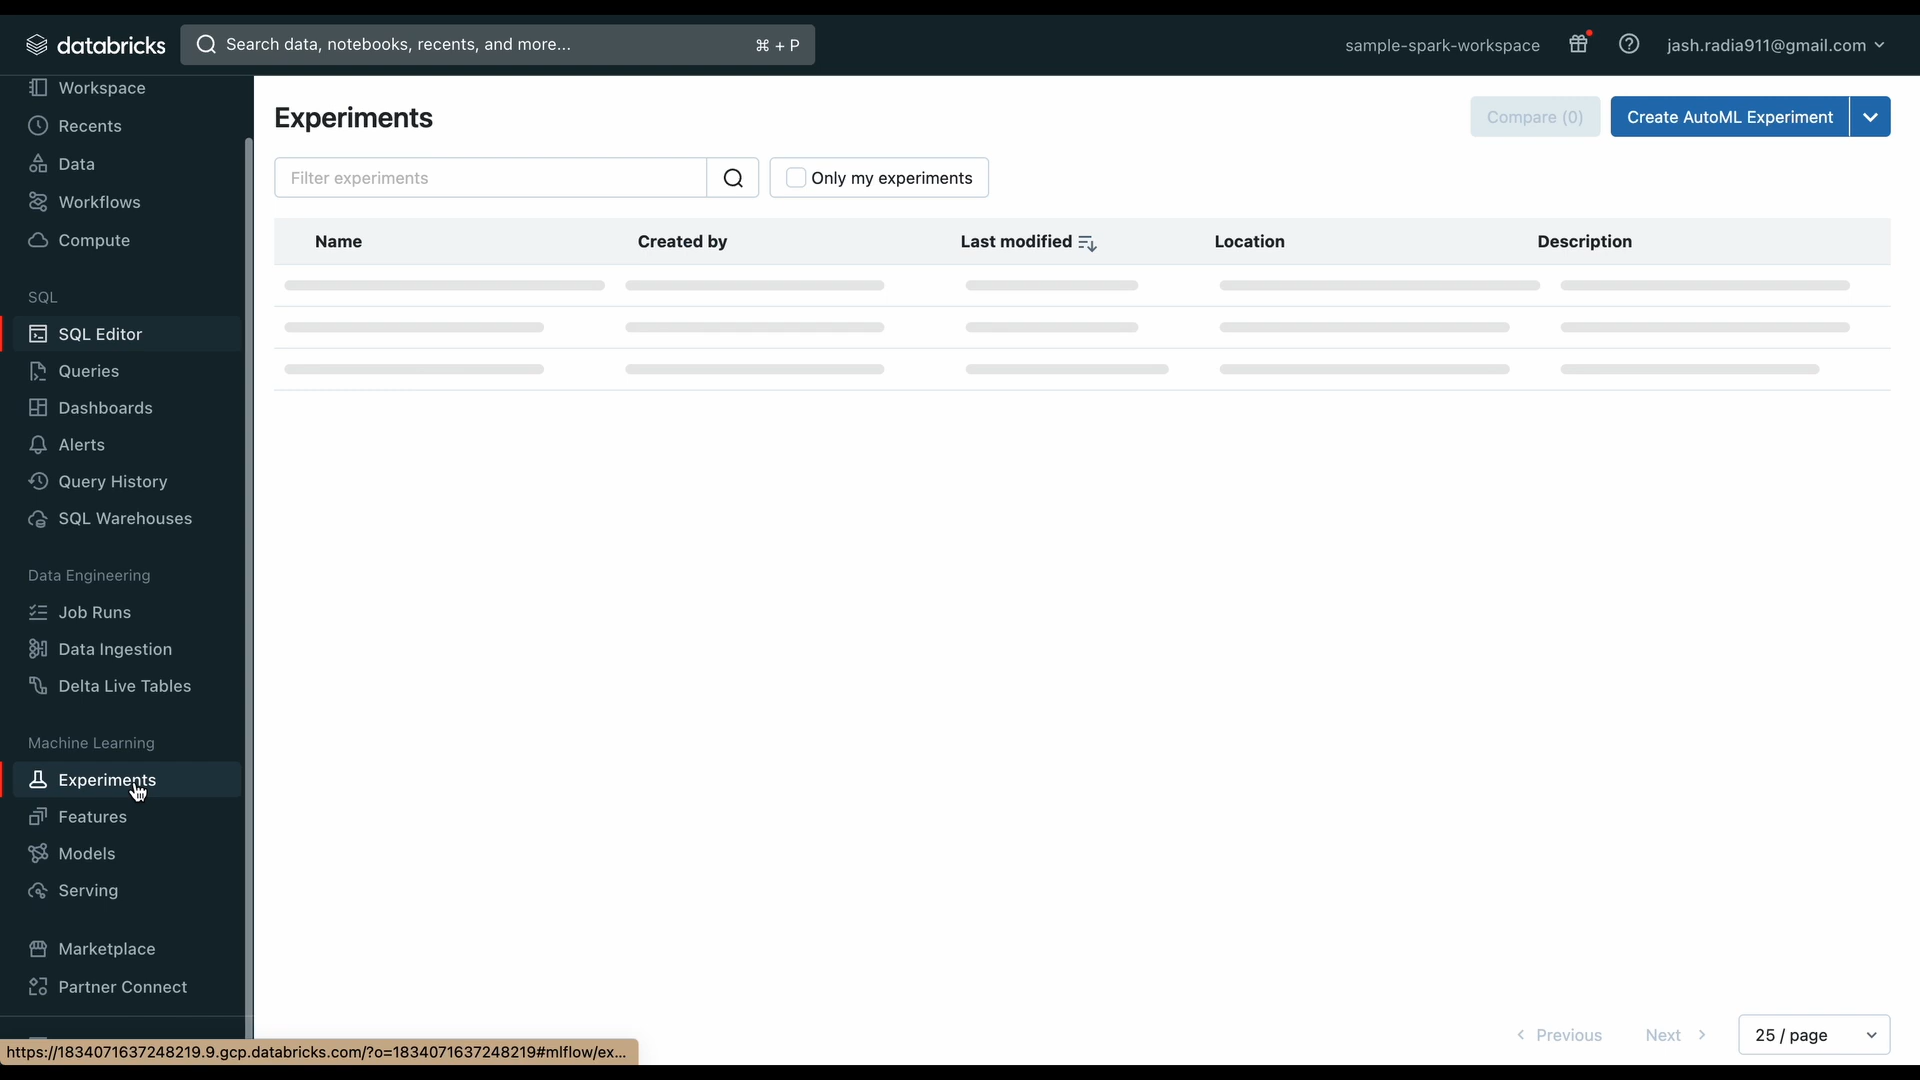 databricks
Search data, notebooks, recents, and more...
⌘ + P
sample-spark-workspace
jash.radia911@gmail.com
Workspace
Recents
Data
Workflows
Compute
SQL
SQL Editor
Queries
Dashboards
Alerts
Query History
SQL Warehouses
Data Engineering
Job Runs
Data Ingestion
Delta Live Tables
Machine Learning
Experiments
Features
Models
Serving
Marketplace
Partner Connect
https://1834071637248219.9.gcp.databricks.com/?o=1834071637248219#mlflow/ex...
Experiments
Compare (0)
Create AutoML Experiment
Filter experiments
Only my experiments
Name Created by Last modified Location Description
Previous
Next
25 / page